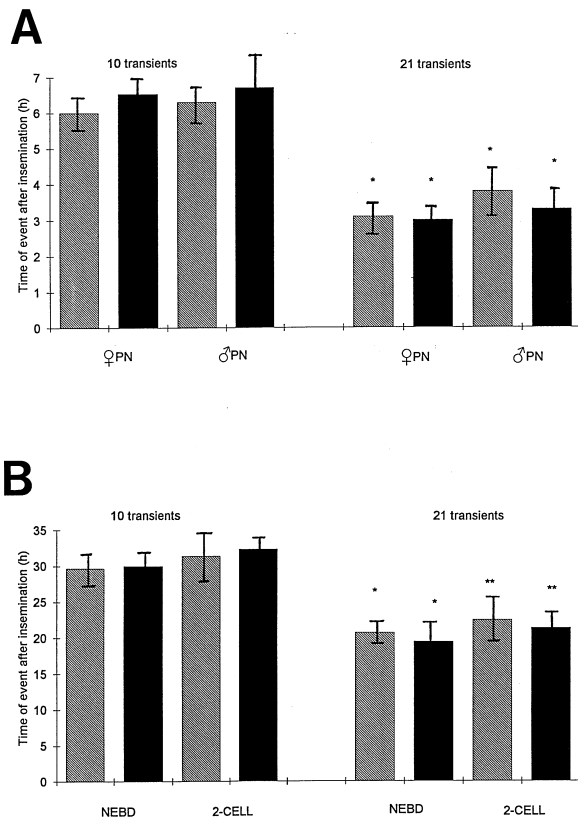 A
10 transients 21 transients
Time of event after insemination (h)
7
6
5
4
3
2
1
0
* * * *
♀PN ♂PN ♀PN ♂PN
B
10 transients 21 transients
Time of event after insemination (h)
35
30
25
20
15
10
5
0
* * ** **
NEBD 2-CELL NEBD 2-CELL